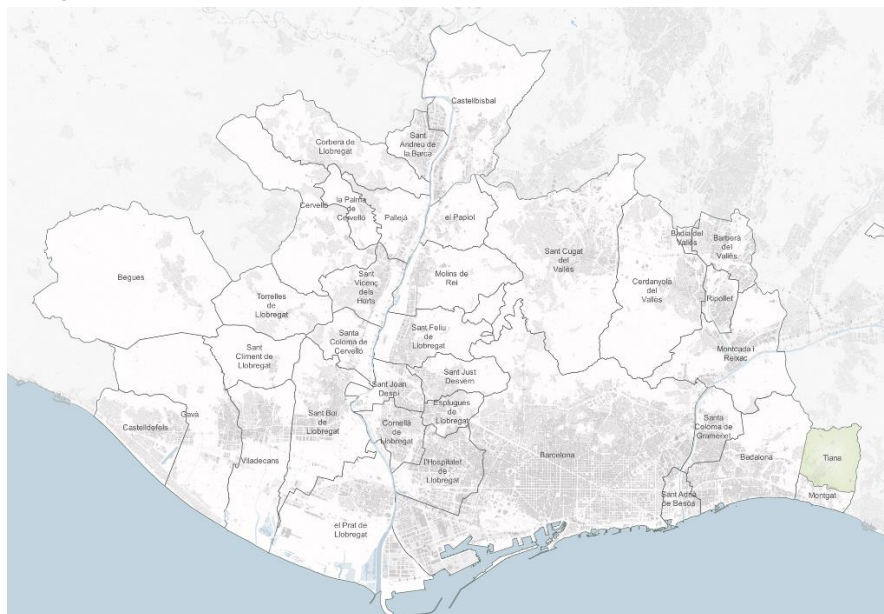 Castellbisbal
Corbera de
Llobregat
Sant
Andreu de
la Barca
Cervelló
la Palma
de
Cervelló
Pallejà
el Papiol
Begues
Torrelles
de
Llobregat
Sant
Vicenç
dels
Horts
Molins de
Rei
Sant Cugat
del
Vallès
Cerdanyola
del
Vallès
Badia del
Vallès
Barberà
del
Vallès
Ripollet
Montcada i
Reixac
Santa
Coloma de
Cervelló
Sant Feliu
de
Llobregat
Sant
Climent de
Llobregat
Sant Just
Desvern
Sant Joan
Despí
Esplugues
de
Llobregat
Castelldefels
Gavà
Viladecans
Sant Boi
de
Llobregat
Cornellà
de
Llobregat
l'Hospitalet
de
Llobregat
Barcelona
Santa
Coloma de
Gramenet
Badalona
Tiana
Montgat
Sant Adrià
de Besòs
el Prat de
Llobregat